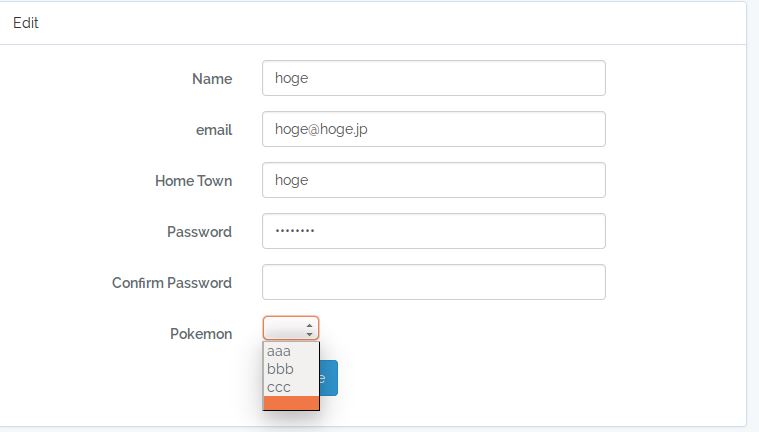 Edit
Name hoge
email hoge@hoge.jp
Home Town hoge
Password ••••••••
Confirm Password
Pokemon
aaa
bbb
ccc